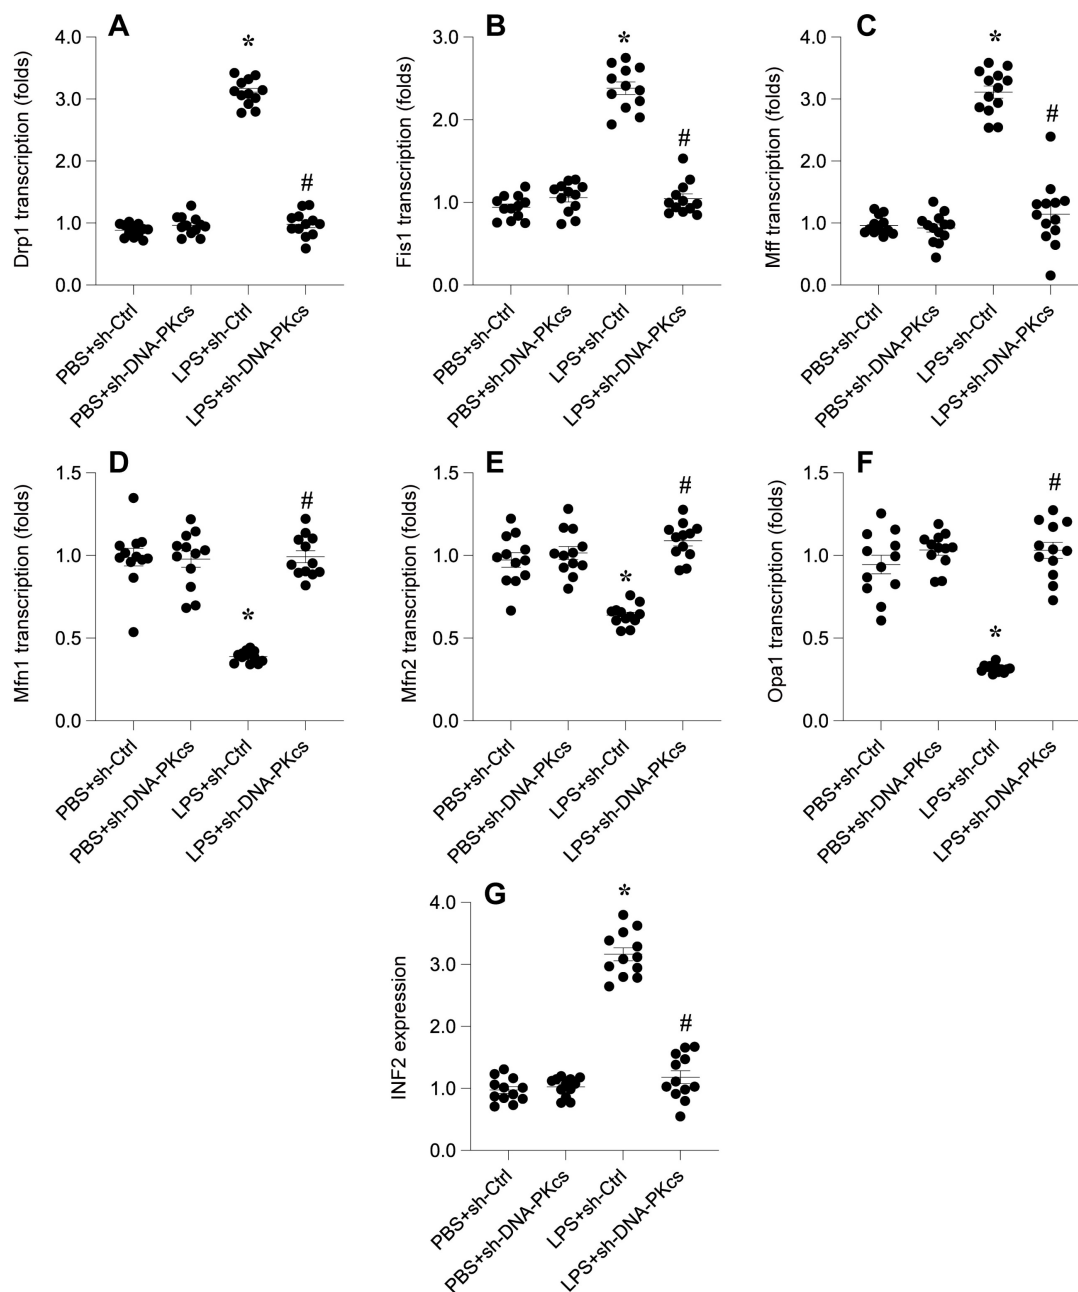 A
Drp1 transcription (folds)
4.0
3.0
2.0
1.0
0.0
*
#
PBS+sh-Ctrl
PBS+sh-DNA-PKcs
LPS+sh-Ctrl
LPS+sh-DNA-PKcs
B
Fis1 transcription (folds)
3.0
2.0
1.0
0.0
*
#
PBS+sh-Ctrl
PBS+sh-DNA-PKcs
LPS+sh-Ctrl
LPS+sh-DNA-PKcs
C
Mff transcription (folds)
4.0
3.0
2.0
1.0
0.0
*
#
PBS+sh-Ctrl
PBS+sh-DNA-PKcs
LPS+sh-Ctrl
LPS+sh-DNA-PKcs
D
Mfn1 transcription (folds)
1.5
1.0
0.5
0.0
*
#
PBS+sh-Ctrl
PBS+sh-DNA-PKcs
LPS+sh-Ctrl
LPS+sh-DNA-PKcs
E
Mfn2 transcription (folds)
1.5
1.0
0.5
0.0
*
#
PBS+sh-Ctrl
PBS+sh-DNA-PKcs
LPS+sh-Ctrl
LPS+sh-DNA-PKcs
F
Opa1 transcription (folds)
1.5
1.0
0.5
0.0
*
#
PBS+sh-Ctrl
PBS+sh-DNA-PKcs
LPS+sh-Ctrl
LPS+sh-DNA-PKcs
G
INF2 expression
4.0
3.0
2.0
1.0
0.0
*
#
PBS+sh-Ctrl
PBS+sh-DNA-PKcs
LPS+sh-Ctrl
LPS+sh-DNA-PKcs